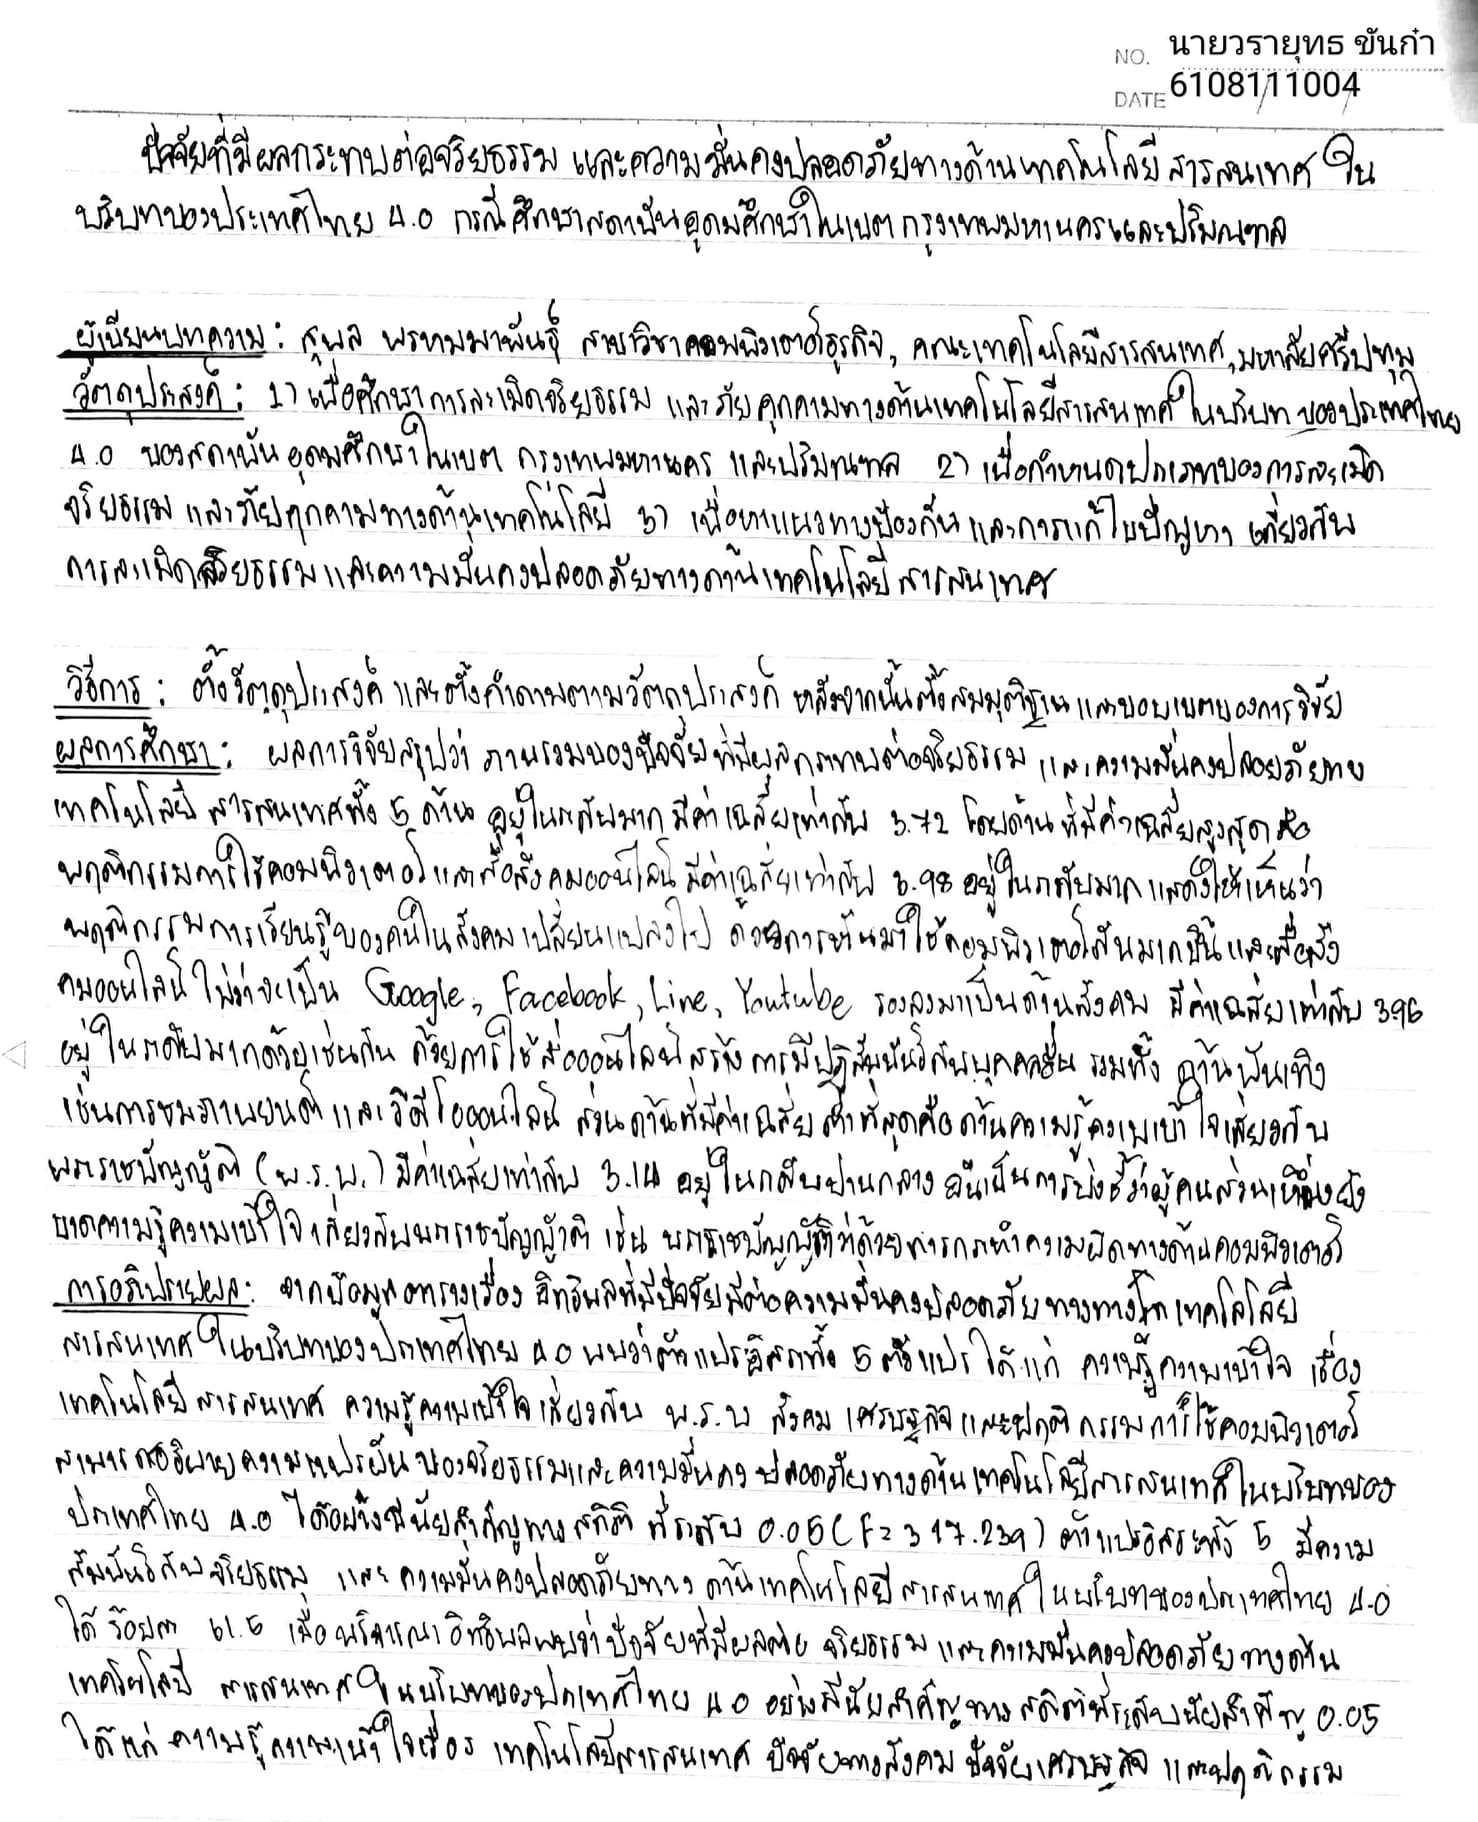 NO. นายวรายุทธ ขันก๋า
DATE 6108111004
ปัจจัยที่มีผลกระทบต่อจริยธรรม และความมั่นคงปลอดภัยทางด้านเทคโนโลยี สารสนเทศ ใน
บริบทของประเทศไทย 4.0 กรณีศึกษาสถาบันอุดมศึกษาในเขตกรุงเทพมหานครและปริมณฑล
ผู้เขียนบทความ : สุพล พรหมมาพันธุ์ สาขาวิชาคอมพิวเตอร์ธุรกิจ, คณะเทคโนโลยีสารสนเทศ, มหาลัยศรีปทุม
วัตถุประสงค์ : 1) เพื่อศึกษาการละเมิดจริยธรรม และภัยคุกคามทางด้านเทคโนโลยีสารสนเทศ ในบริบท ของประเทศไทย
4.0 ของสถาบันอุดมศึกษาในเขต กรุงเทพมหานคร และปริมณฑล 2) เพื่อกำหนดประเภทของการละเมิด
จริยธรรม และภัยคุกคามทางด้านเทคโนโลยี 3) เพื่อหาแนวทางป้องกันและการแก้ไขปัญหา เกี่ยวกับ
การละเมิดจริยธรรมและความมั่นคงปลอดภัยทางด้านเทคโนโลยีสารสนเทศ
วิธีการ : ตั้งวัตถุประสงค์ และตั้งคำถามตามวัตถุประสงค์ หลังจากนั้นตั้งสมมุติฐานและขอบเขตของการวิจัย
ผลการศึกษา : ผลการวิจัยสรุปว่า ภาพรวมของปัจจัยที่มีผลกระทบต่อจริยธรรม และความมั่นคงปลอยภัยทาง
เทคโนโลยี สารสนเทศทั้ง 5 ด้าน อยู่ในระดับมาก มีค่าเฉลี่ยเท่ากับ 3.72 โดยด้านที่มีค่าเฉลี่ยสูงสุด คือ
พฤติกรรมการใช้คอมพิวเตอร์และสื่อสังคมออนไลน์ มีค่าเฉลี่ยเท่ากับ 3.98 อยู่ในระดับมาก แสดงให้เห็นว่า
พฤติกรรมการเรียนรู้ของคนในสังคมเปลี่ยนแปลงไป ด้วยการหันมาใช้คอมพิวเตอร์กันมากขึ้น และสื่อสัง
คมออนไลน์ ไม่ว่าจะเป็น Google, Facebook, Line, Youtube รองลงมาเป็นด้านสังคม มีค่าเฉลี่ยเท่ากับ 3.96
อยู่ในระดับมากด้วยเช่นกัน ด้วยการใช้สื่อออนไลน์สร้างการมีปฏิสัมพันธ์กับบุคคลอื่น รวมทั้ง ด้านบันเทิง
เช่นการชมภาพยนต์ และวีดีโอออนไลน์ ส่วนด้านที่มีค่าเฉลี่ยต่ำที่สุดคือด้านความรู้ความเข้าใจเกี่ยวกับ
พระราชบัญญัติ (พ.ร.บ.) มีค่าเฉลี่ยเท่ากับ 3.14 อยู่ในระดับปานกลาง อันเป็นการบ่งชี้ว่าผู้คนส่วนหนึ่งยัง
ขาดความรู้ความเข้าใจ เกี่ยวกับพระราชบัญญัติ เช่น พระราชบัญญัติว่าด้วยการกระทำความผิดทางด้านคอมพิวเตอร์
การอภิปรายผล : จากข้อมูลตารางเรื่อง อิทธิพลที่มีปัจจัยมีต่อความมั่นคงปลอดภัยทางทาง เทคโลโลยี
สารสนเทศ ในบริบทของประเทศไทย 4.0 พบว่าตัวแปรอิสระทั้ง 5 ตัวแปร ได้แก่ ความรู้ความเข้าใจ เรื่อง
เทคโนโลยีสารสนเทศ ความรู้ความเข้าใจเกี่ยวกับ พ.ร.บ สังคม เศรษฐกิจและพฤติกรรมการใช้คอมพิวเตอร์
สามารถอธิบายความแปรผันของจริยธรรมและความมั่นคง ปลอดภัยทางด้านเทคโนโลยีสารสนเทศในบริบทของ
ประเทศไทย 4.0 ได้อย่างมีนัยสำคัญทางสถิติ ที่ระดับ 0.05 (F= 317.239) ตัวแปรอิสระทั้ง 5 มีความ
สัมพันธ์กับจริยธรรม และความมั่นคงปลอดภัยทาง ด้านเทคโนโลยีสารสนเทศในบริบทของประเทศไทย 4.0
ได้ ร้อยละ 61.5 เมื่อพิจารณาอิทธิพลพบว่าปัจจัยที่มีผลต่อ จริยธรรม และความมั่นคงปลอดภัยทางด้าน
เทคโนโลยี สารสนเทศ ในบริบทของประเทศไทย 4.0 อย่างมีนัยสำคัญทางสถิติที่ระดับนัยสำคัญ 0.05
ได้แก่ ความรู้ความเข้าใจเรื่อง เทคโนโลยีสารสนเทศ ปัจจัยทางสังคม ปัจจัยเศรษฐกิจ และพฤติกรรม